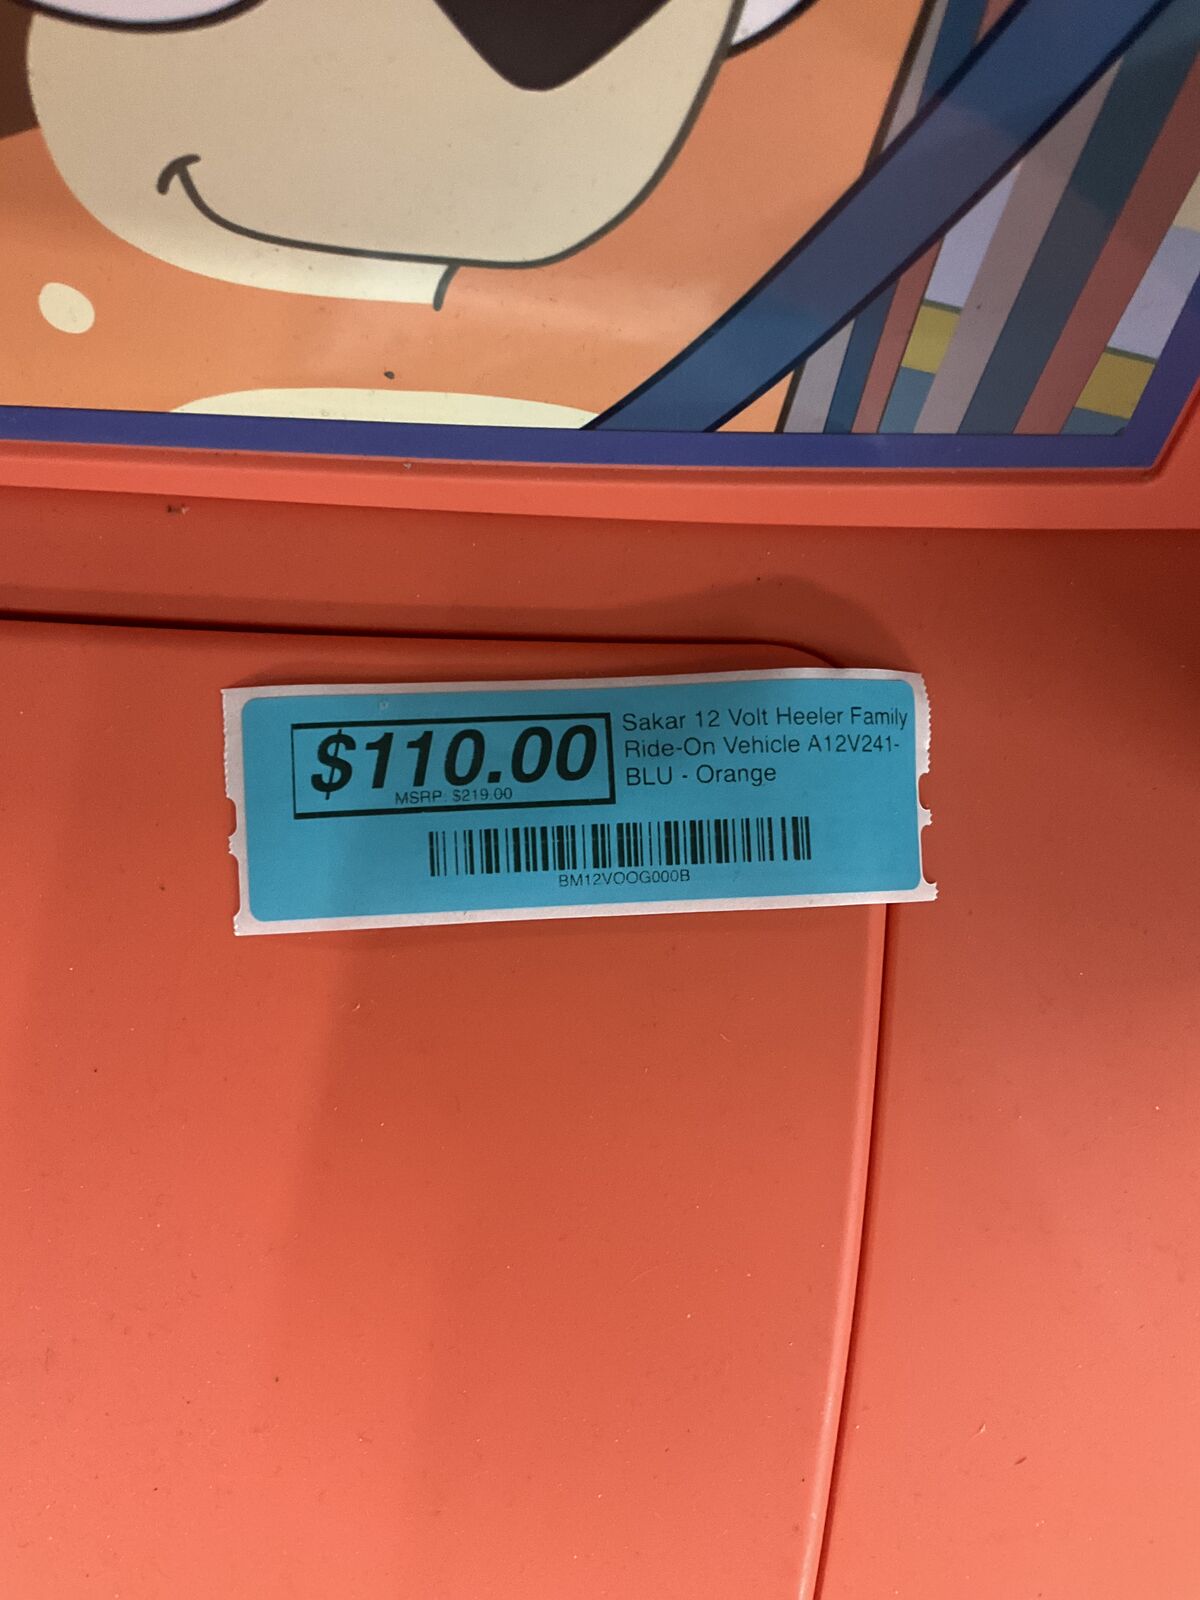 $110.00
MSRP: $219.00
Sakar 12 Volt Heeler Family
Ride-On Vehicle A12V241-
BLU - Orange
BM12VOOG000B